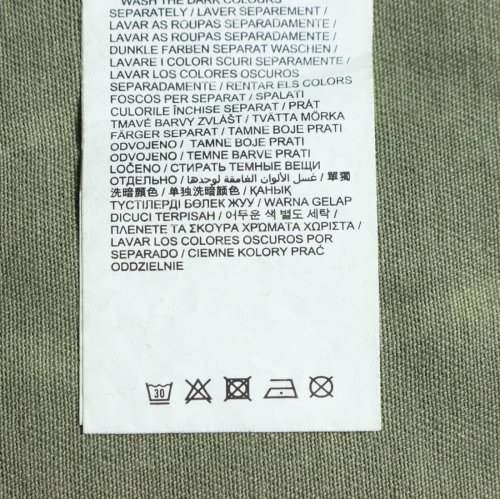 WASH THE DARK COLOURS
SEPARATELY / LAVER SEPAREMENT /
LAVAR AS ROUPAS SEPARADAMENTE /
LAVAR AS ROUPAS SEPARADAMENTE /
DUNKLE FARBEN SEPARAT WASCHEN /
LAVARE I COLORI SCURI SEPARAMENTE /
LAVAR LOS COLORES OSCUROS
SEPARADAMENTE / RENTAR ELS COLORS
FOSCOS PER SEPARAT / SPALATI
CULORILE ÎNCHISE SEPARAT / PRÁT
TMAVÉ BARVY ZVLÁŠT / TVÄTTA MÖRKA
FÄRGER SEPARAT / TAMNE BOJE PRATI
ODVOJENO / TAMNE BOJE PRATI
ODVOJENO / TEMNE BARVE PRATI
LOČENO / СТИРАТЬ ТЕМНЫЕ ВЕЩИ
ОТДЕЛЬНО / غسل الألوان الغامقة لوحدها / 單獨
洗暗顏色 / 单独洗暗颜色 / ҚАНЫҚ
ТҮСТІЛЕРДІ БӨЛЕК ЖУУ / WARNA GELAP
DICUCI TERPISAH / 어두운 색 별도 세탁 /
ΠΛΕΝΕΤΕ ΤΑ ΣΚΟΥΡΑ ΧΡΩΜΑΤΑ ΧΩΡΙΣΤΑ /
LAVAR LOS COLORES OSCUROS POR
SEPARADO / CIEMNE KOLORY PRAĆ
ODDZIELNIE
30